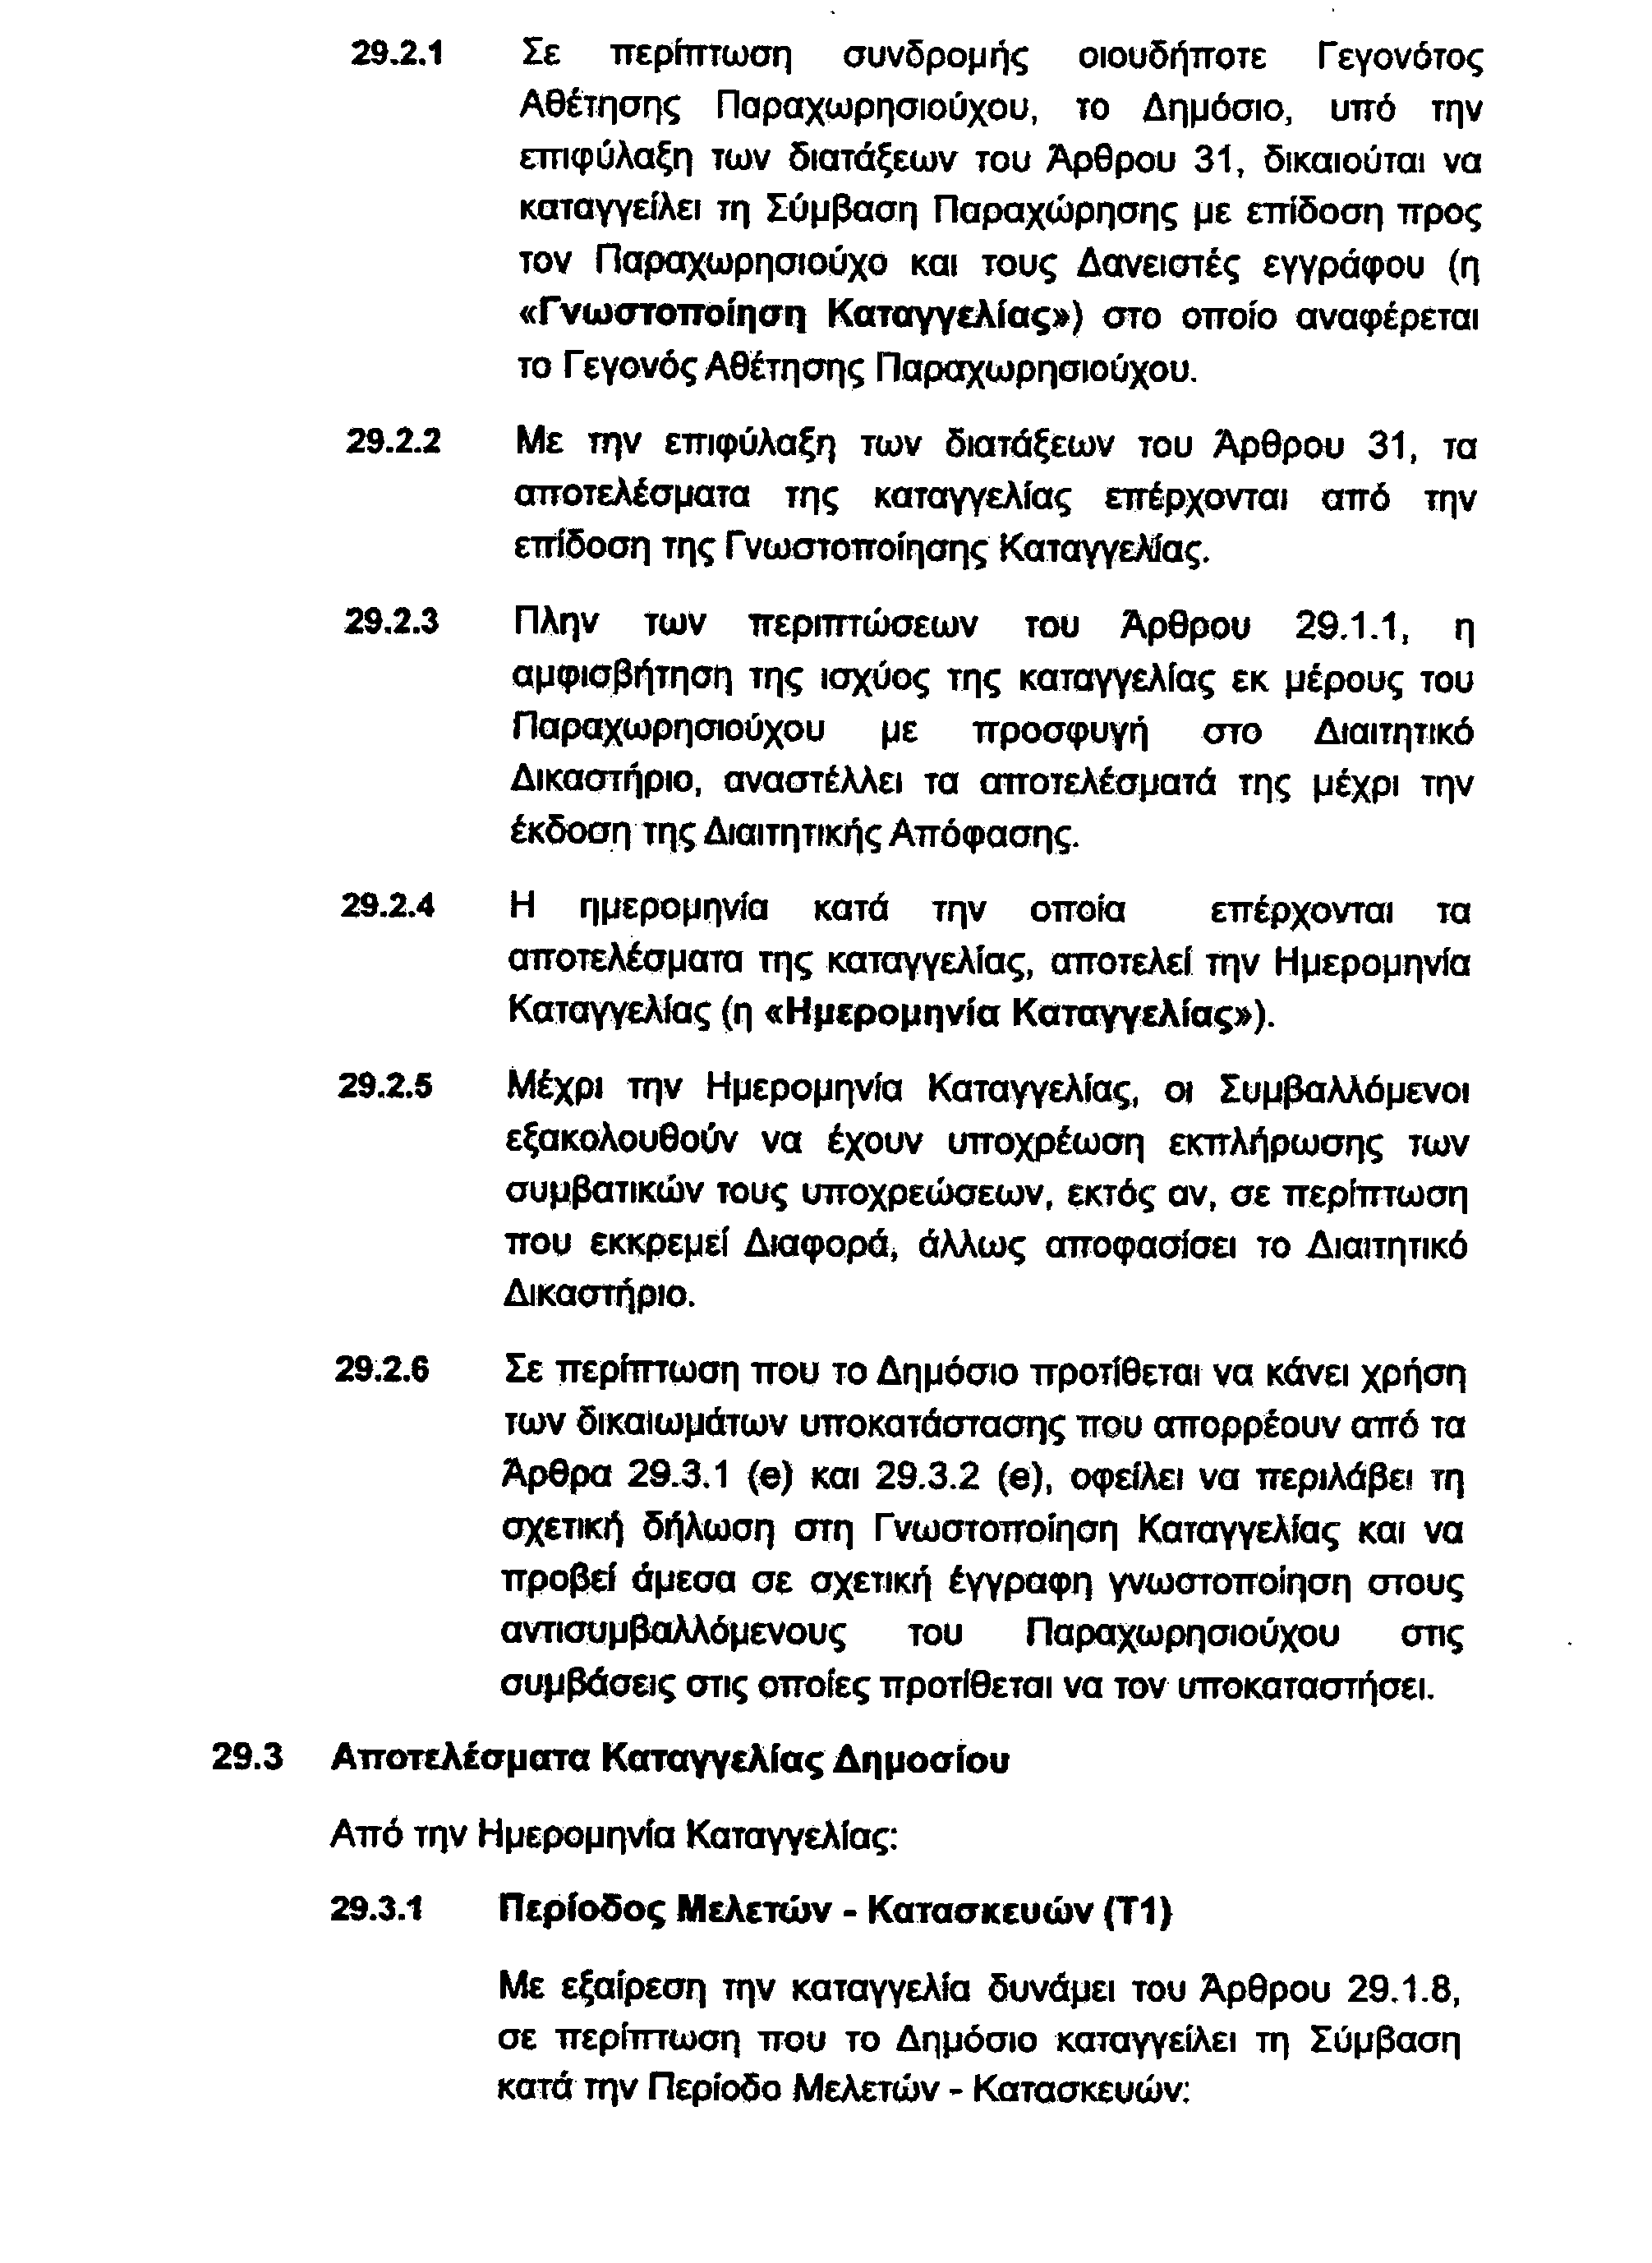 29.2.1 Σε περίπτωση συνδρομής οιουδήποτε Γεγονότος
Αθέτησης Παραχωρησιούχου, το Δημόσιο, υπό την
επιφύλαξη των διατάξεων του Άρθρου 31, δικαιούται να
καταγγείλει τη Σύμβαση Παραχώρησης με επίδοση προς
τον Παραχωρησιούχο και τους Δανειστές εγγράφου (η
«Γνωστοποίηση Καταγγελίας») στο οποίο αναφέρεται
το Γεγονός Αθέτησης Παραχωρησιούχου.
29.2.2 Με την επιφύλαξη των διατάξεων του Άρθρου 31, τα
αποτελέσματα της καταγγελίας επέρχονται από την
επίδοση της Γνωστοποίησης Καταγγελίας.
29.2.3 Πλην των περιπτώσεων του Άρθρου 29.1.1, η
αμφισβήτηση της ισχύος της καταγγελίας εκ μέρους του
Παραχωρησιούχου με προσφυγή στο Διαιτητικό
Δικαστήριο, αναστέλλει τα αποτελέσματά της μέχρι την
έκδοση της Διαιτητικής Απόφασης.
29.2.4 Η ημερομηνία κατά την οποία επέρχονται τα
αποτελέσματα της καταγγελίας, αποτελεί την Ημερομηνία
Καταγγελίας (η «Ημερομηνία Καταγγελίας»).
29.2.5 Μέχρι την Ημερομηνία Καταγγελίας, οι Συμβαλλόμενοι
εξακολουθούν να έχουν υποχρέωση εκπλήρωσης των
συμβατικών τους υποχρεώσεων, εκτός αν, σε περίπτωση
που εκκρεμεί Διαφορά, άλλως αποφασίσει το Διαιτητικό
Δικαστήριο.
29.2.6 Σε περίπτωση που το Δημόσιο προτίθεται να κάνει χρήση
των δικαιωμάτων υποκατάστασης που απορρέουν από τα
Άρθρα 29.3.1 (e) και 29.3.2 (e), οφείλει να περιλάβει τη
σχετική δήλωση στη Γνωστοποίηση Καταγγελίας και να
προβεί άμεσα σε σχετική έγγραφη γνωστοποίηση στους
αντισυμβαλλόμενους του Παραχωρησιούχου στις
συμβάσεις στις οποίες προτίθεται να τον υποκαταστήσει.
29.3 Αποτελέσματα Καταγγελίας Δημοσίου
Από την Ημερομηνία Καταγγελίας:
29.3.1 Περίοδος Μελετών - Κατασκευών (Τ1)
Με εξαίρεση την καταγγελία δυνάμει του Άρθρου 29.1.8,
σε περίπτωση που το Δημόσιο καταγγείλει τη Σύμβαση
κατά την Περίοδο Μελετών - Κατασκευών: